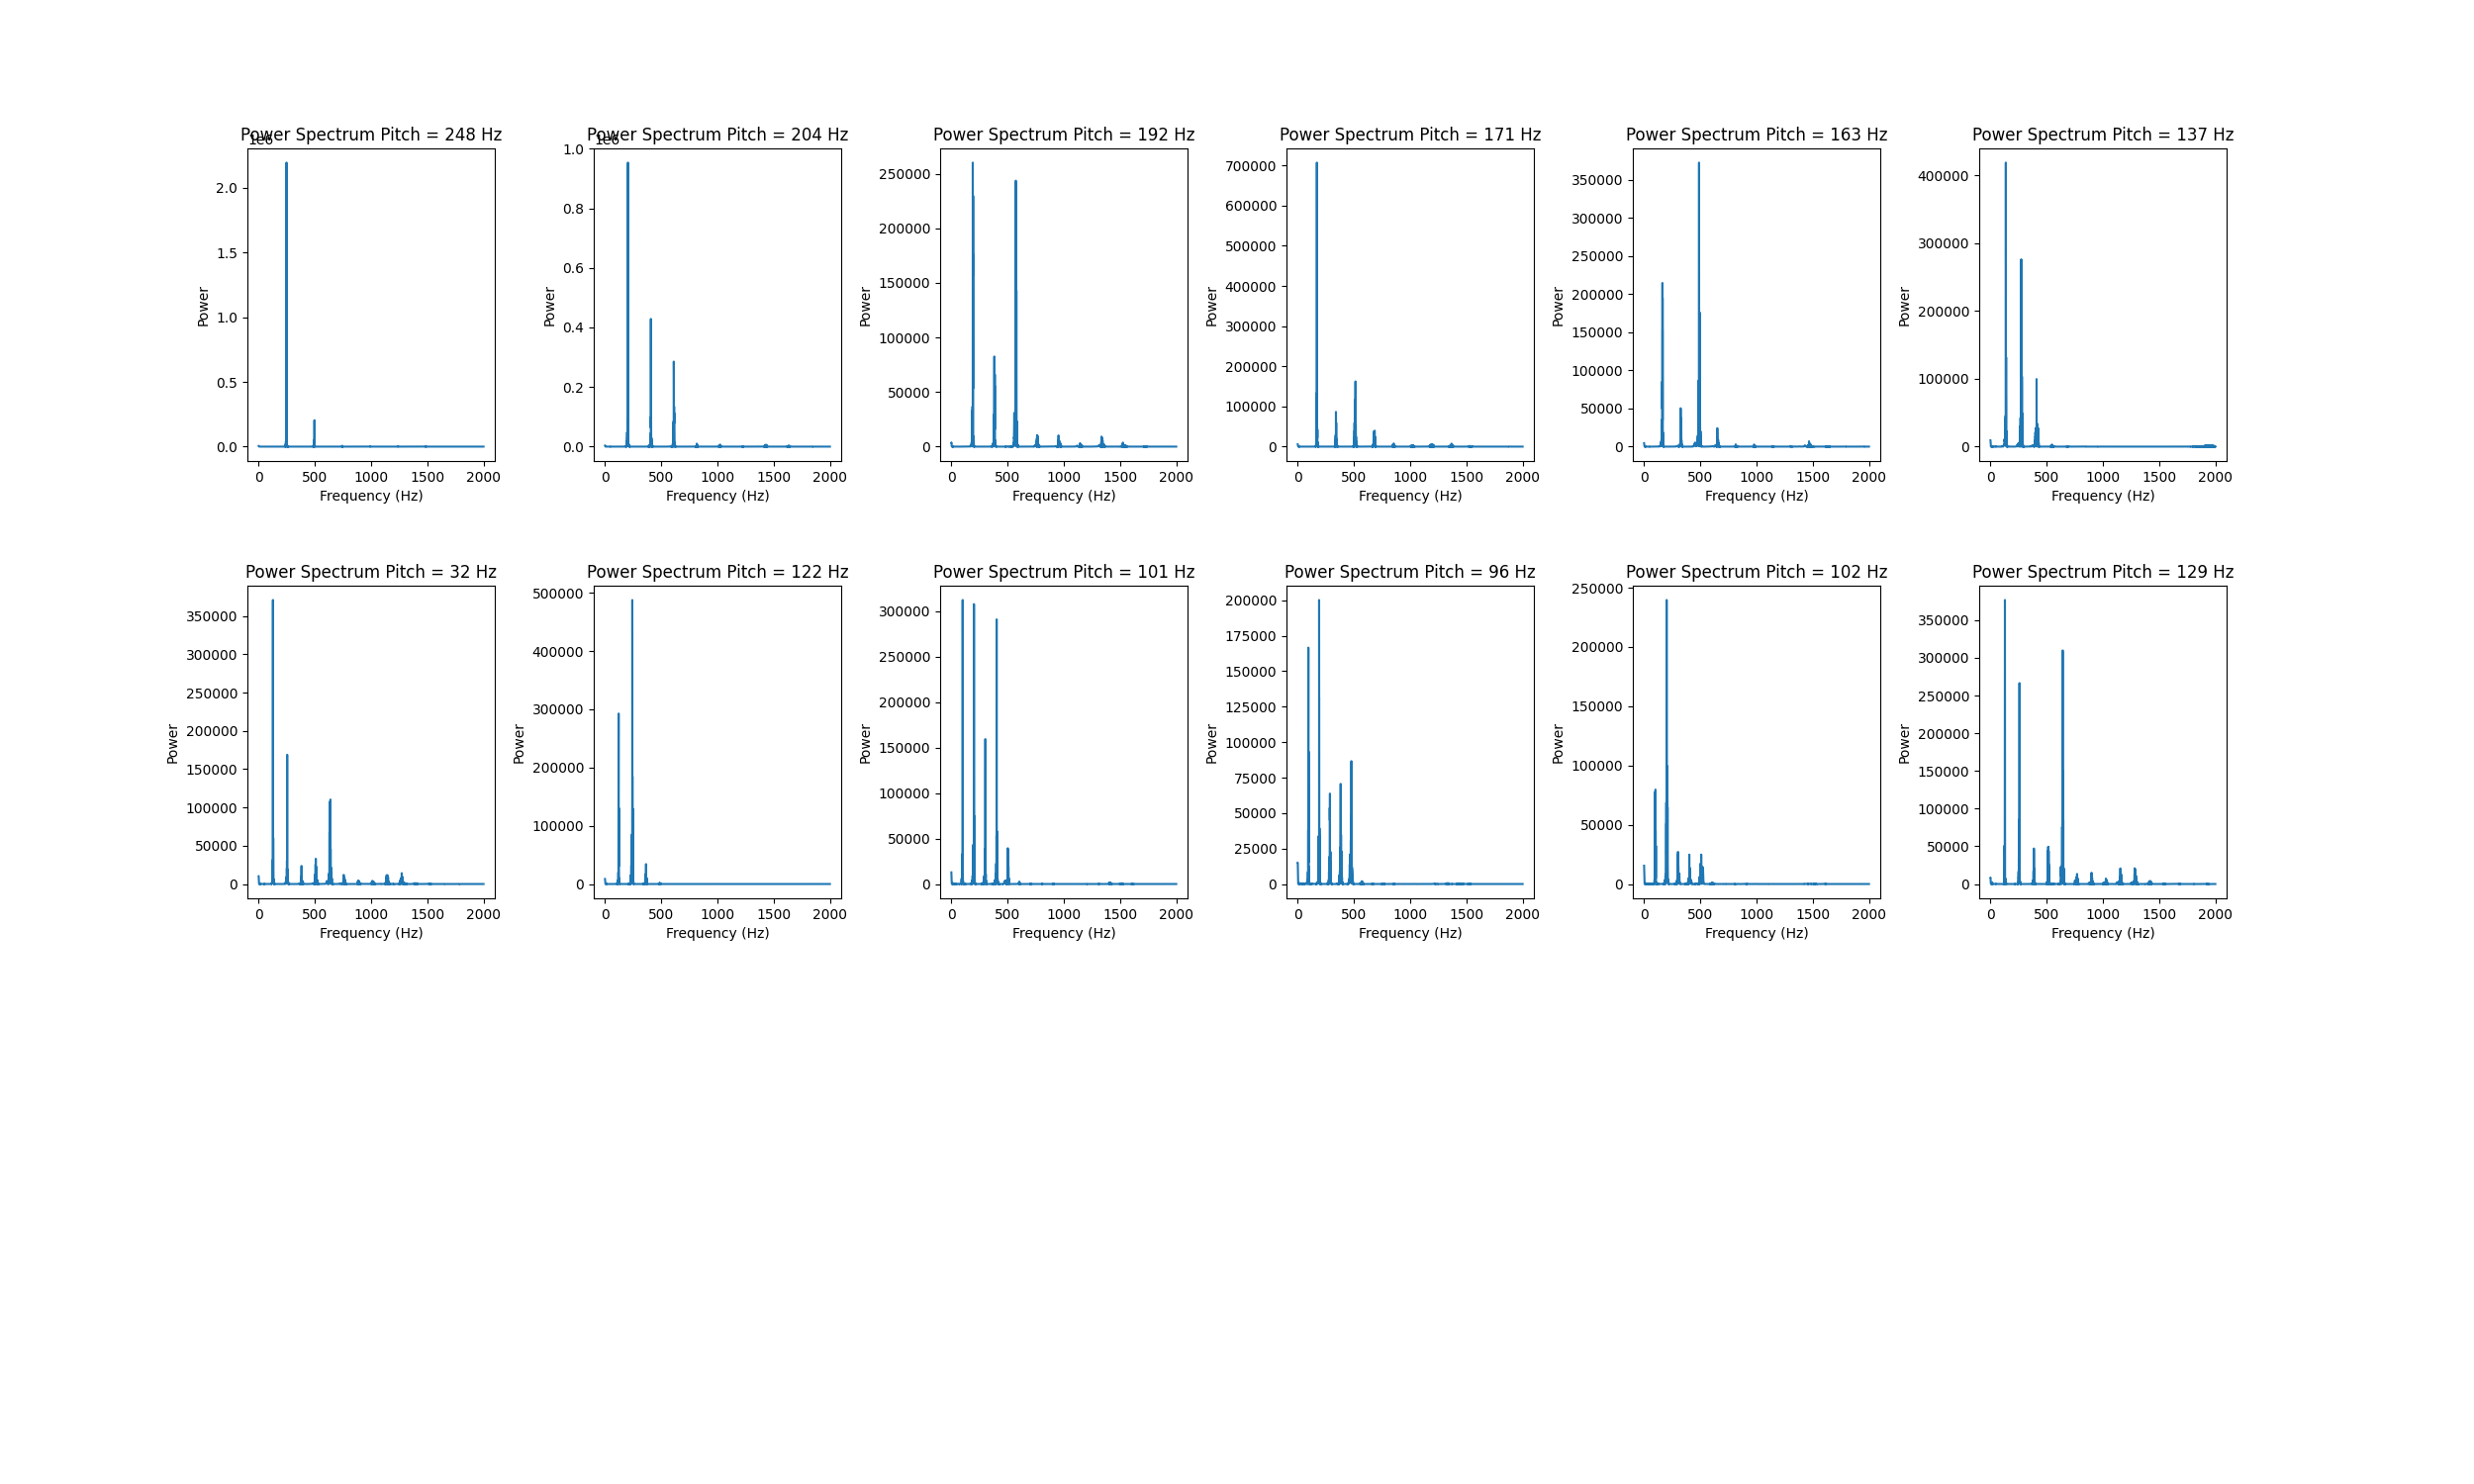 Power Spectrum Pitch = 248 Hz
1e6
2.0
1.5
1.0
0.5
0.0
Power
0 500 1000 1500 2000
Frequency (Hz)
Power Spectrum Pitch = 204 Hz
1e6
1.0
0.8
0.6
0.4
0.2
0.0
Power
0 500 1000 1500 2000
Frequency (Hz)
Power Spectrum Pitch = 192 Hz
250000
200000
150000
100000
50000
0
Power
0 500 1000 1500 2000
Frequency (Hz)
Power Spectrum Pitch = 171 Hz
700000
600000
500000
400000
300000
200000
100000
0
Power
0 500 1000 1500 2000
Frequency (Hz)
Power Spectrum Pitch = 163 Hz
350000
300000
250000
200000
150000
100000
50000
0
Power
0 500 1000 1500 2000
Frequency (Hz)
Power Spectrum Pitch = 137 Hz
400000
300000
200000
100000
0
Power
0 500 1000 1500 2000
Frequency (Hz)
Power Spectrum Pitch = 32 Hz
350000
300000
250000
200000
150000
100000
50000
0
Power
0 500 1000 1500 2000
Frequency (Hz)
Power Spectrum Pitch = 122 Hz
500000
400000
300000
200000
100000
0
Power
0 500 1000 1500 2000
Frequency (Hz)
Power Spectrum Pitch = 101 Hz
300000
250000
200000
150000
100000
50000
0
Power
0 500 1000 1500 2000
Frequency (Hz)
Power Spectrum Pitch = 96 Hz
200000
175000
150000
125000
100000
75000
50000
25000
0
Power
0 500 1000 1500 2000
Frequency (Hz)
Power Spectrum Pitch = 102 Hz
250000
200000
150000
100000
50000
0
Power
0 500 1000 1500 2000
Frequency (Hz)
Power Spectrum Pitch = 129 Hz
350000
300000
250000
200000
150000
100000
50000
0
Power
0 500 1000 1500 2000
Frequency (Hz)